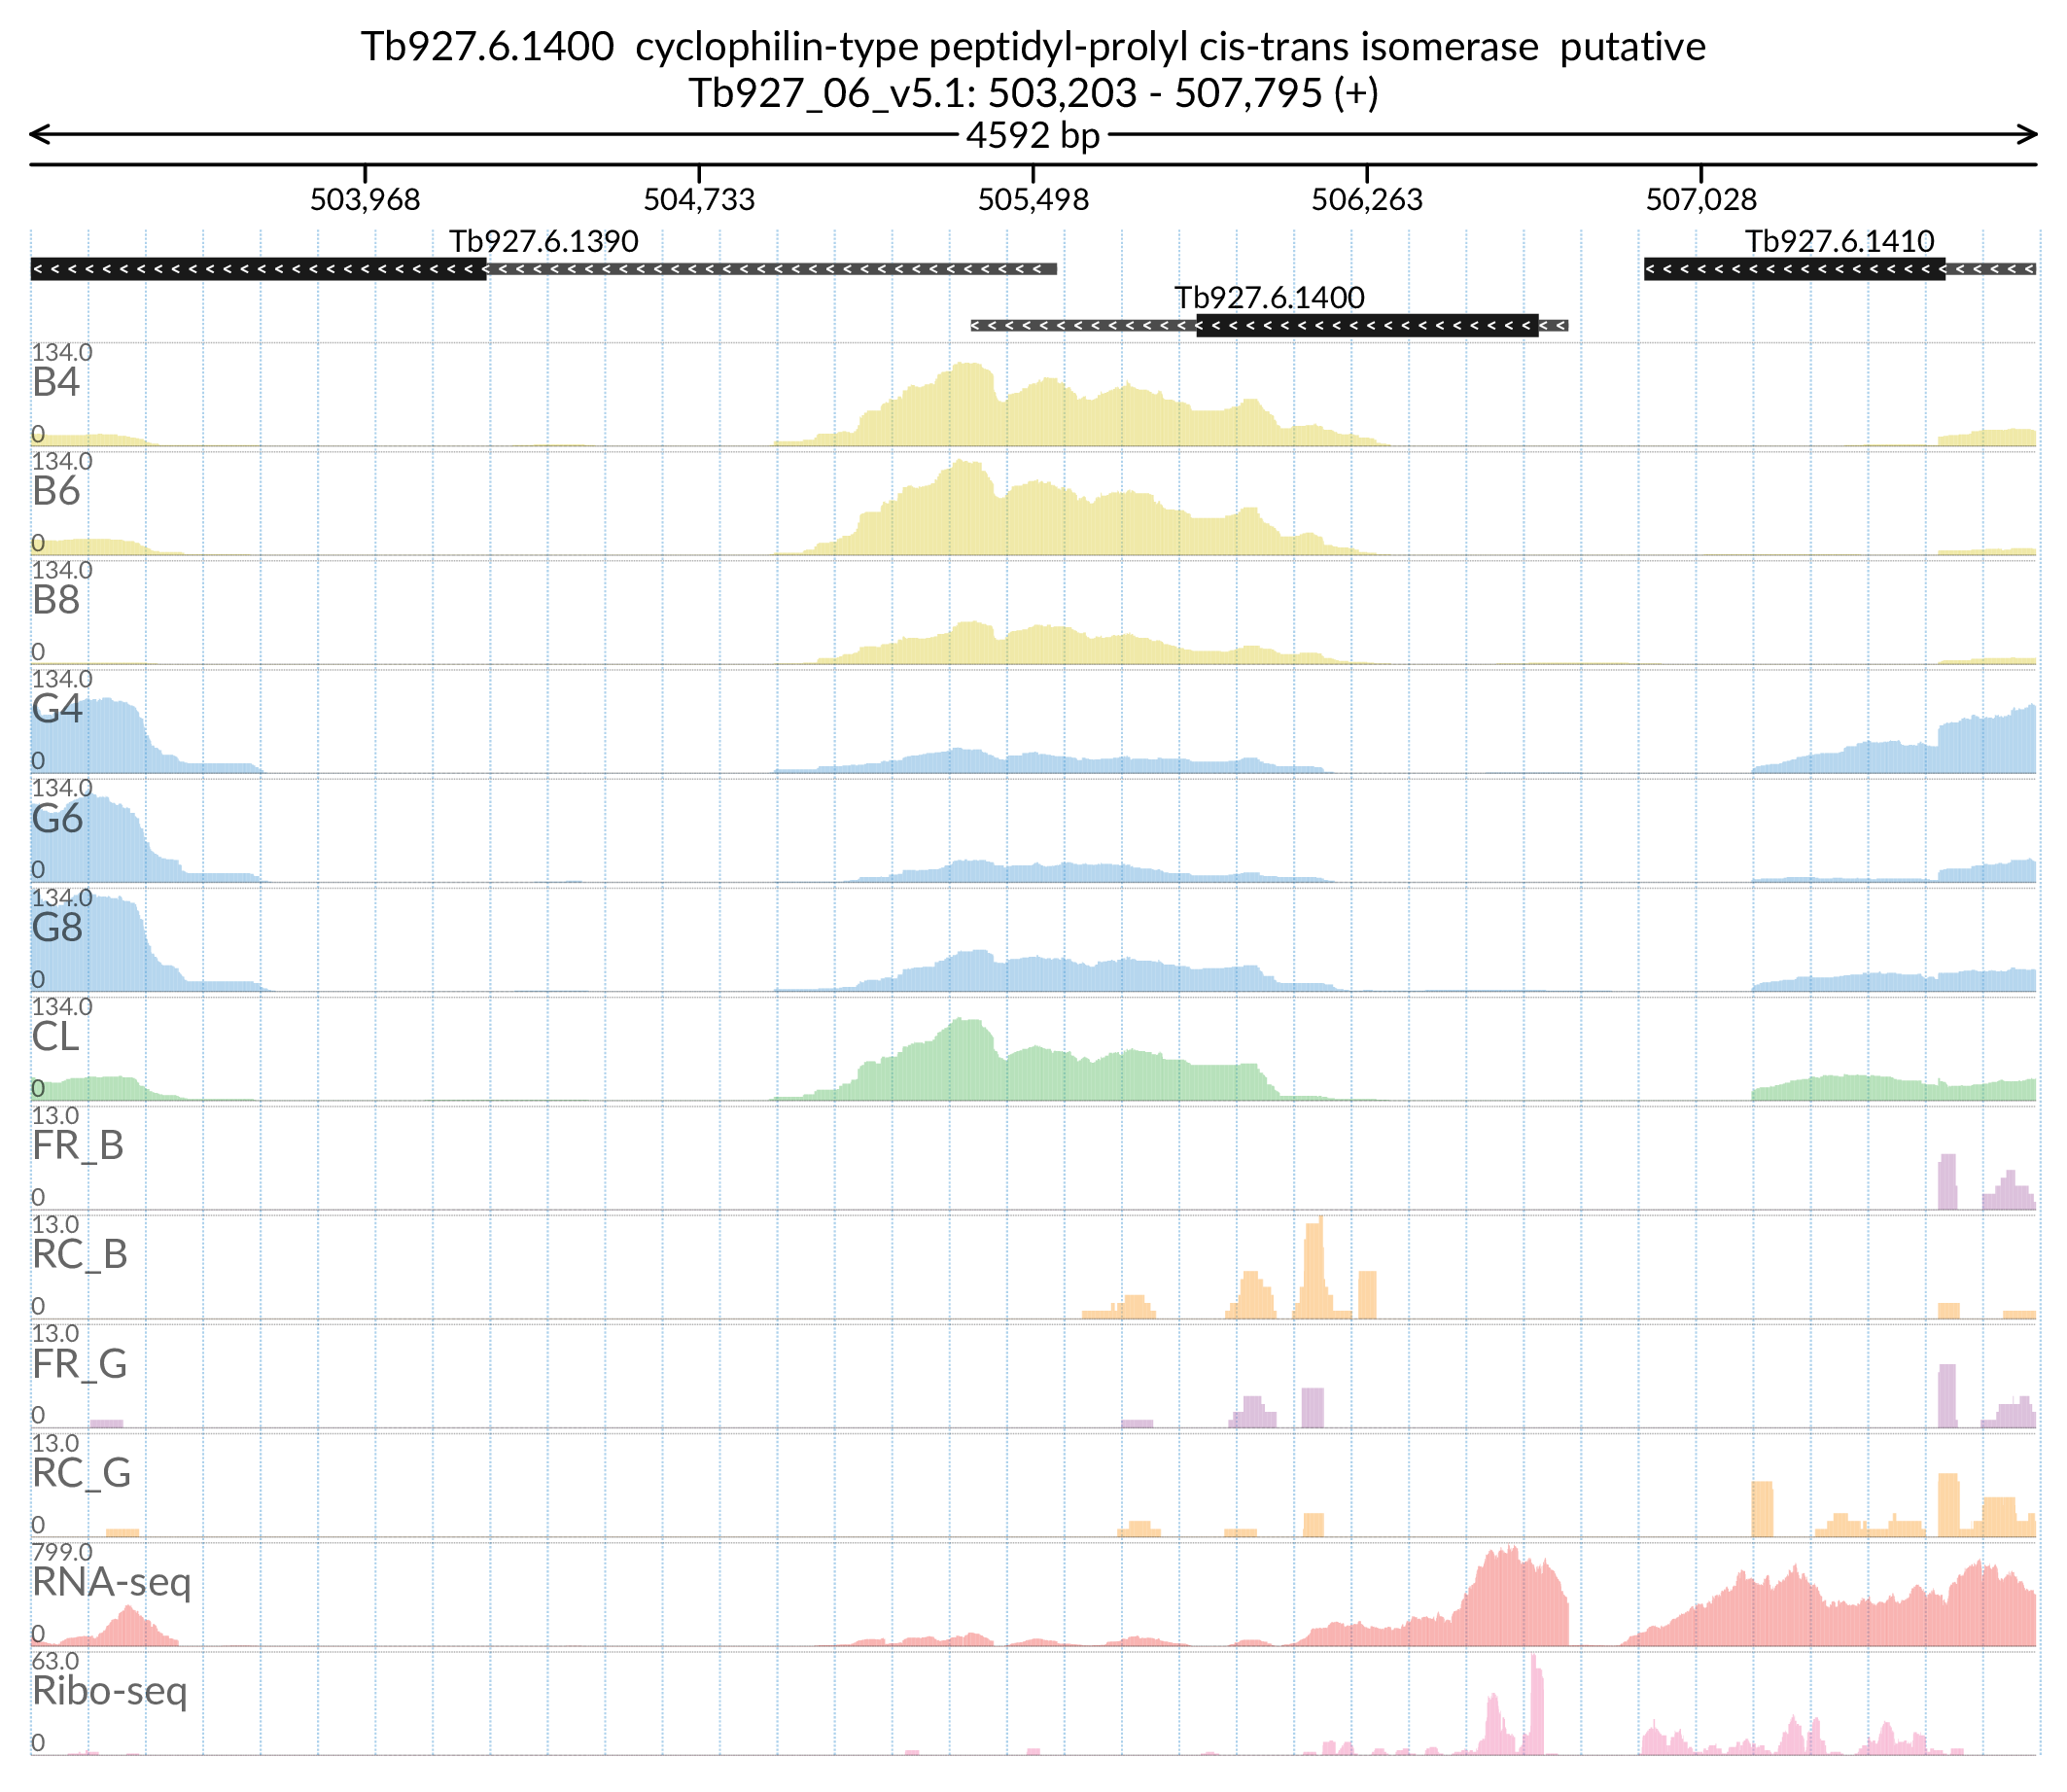 Tb927.6.1400  cyclophilin-type peptidyl-prolyl cis-trans isomerase  putative
Tb927_06_v5.1: 503,203 - 507,795 (+)
4592 bp
503,968 504,733 505,498 506,263 507,028
Tb927.6.1390 Tb927.6.1410
Tb927.6.1400
134.0
B4
0
134.0
B6
0
134.0
B8
0
134.0
G4
0
134.0
G6
0
134.0
G8
0
134.0
CL
0
13.0
FR_B
0
13.0
RC_B
0
13.0
FR_G
0
13.0
RC_G
0
799.0
RNA-seq
0
63.0
Ribo-seq
0